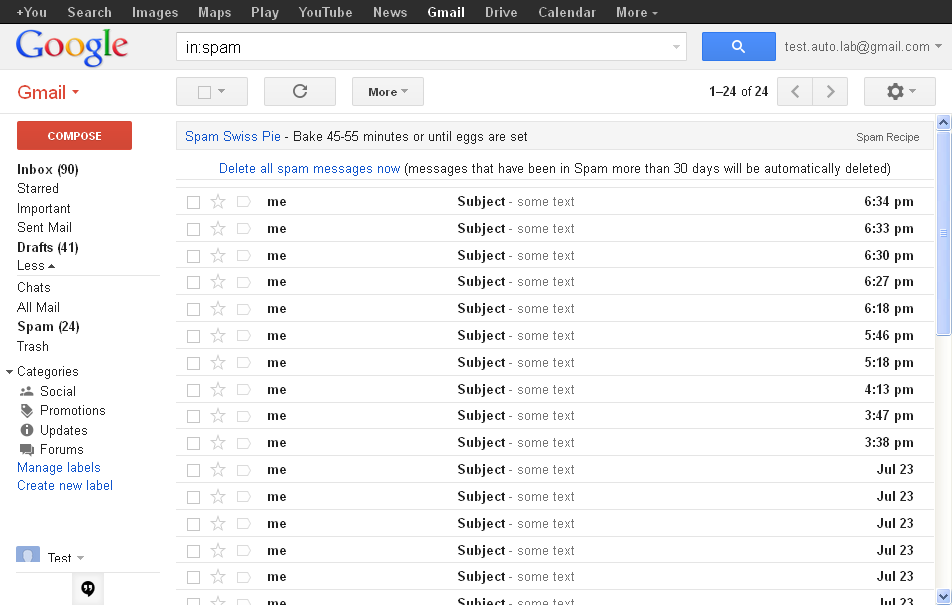 +You Search Images Maps Play YouTube News Gmail Drive Calendar More
Google
in:spam
test.auto.lab@gmail.com
Gmail
More
1–24 of 24
COMPOSE
Inbox (90)
Starred
Important
Sent Mail
Drafts (41)
Less
Chats
All Mail
Spam (24)
Trash
Categories
Social
Promotions
Updates
Forums
Manage labels
Create new label
Test
Spam Swiss Pie - Bake 45-55 minutes or until eggs are set Spam Recipe
Delete all spam messages now (messages that have been in Spam more than 30 days will be automatically deleted)
me Subject - some text 6:34 pm
me Subject - some text 6:33 pm
me Subject - some text 6:30 pm
me Subject - some text 6:27 pm
me Subject - some text 6:18 pm
me Subject - some text 5:46 pm
me Subject - some text 5:18 pm
me Subject - some text 4:13 pm
me Subject - some text 3:47 pm
me Subject - some text 3:38 pm
me Subject - some text Jul 23
me Subject - some text Jul 23
me Subject - some text Jul 23
me Subject - some text Jul 23
me Subject - some text Jul 23
me Subject - some text Jul 23